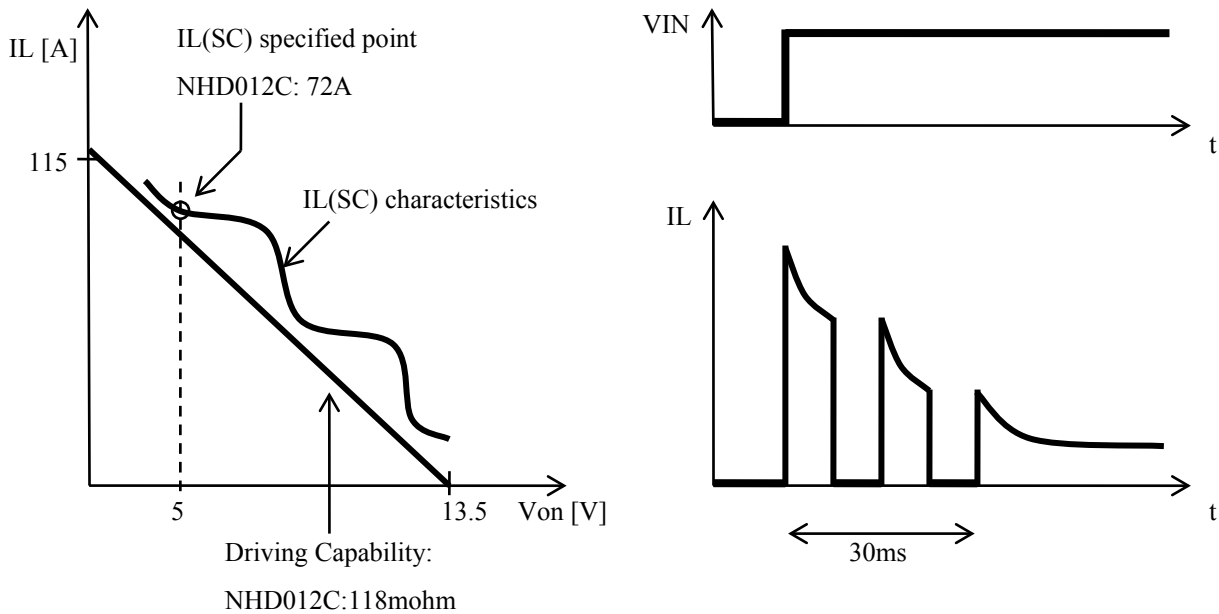 IL [A]
IL(SC) specified point
NHD012C: 72A
115
IL(SC) characteristics
5
13.5
Von [V]
Driving Capability:
NHD012C:118mohm
VIN
t
IL
t
30ms